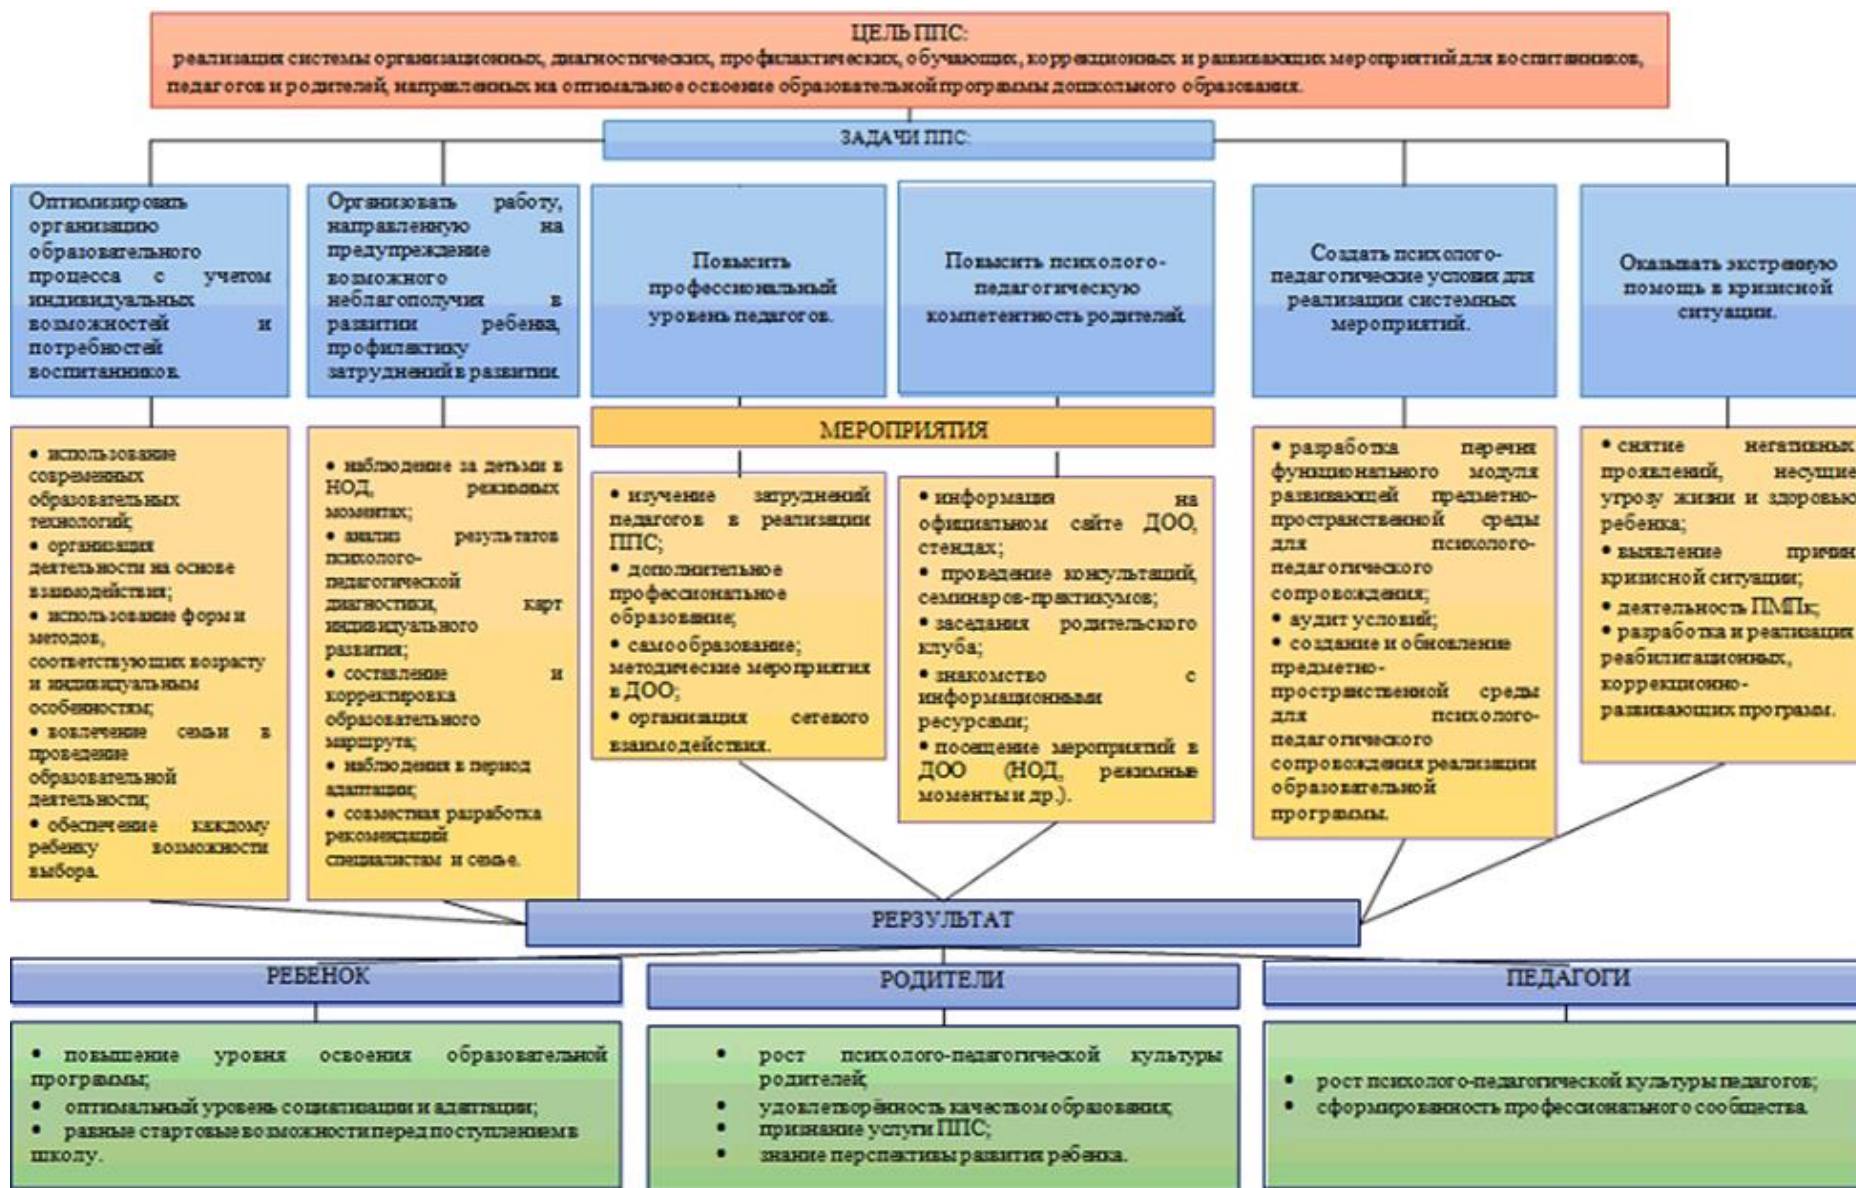 ЦЕЛЬ ППС:
реализация системы организационных, диагностических, профилактических, обучающих, коррекционных и развивающих мероприятий для воспитанников,
педагогов и родителей, направленных на оптимальное освоение образовательной программы дошкольного образования.
ЗАДАЧИ ППС:
Оптимизировать
организацию
образовательного
процесса с учетом
индивидуальных
возможностей и
потребностей
воспитанников.
Организовать работу,
направленную на
предупреждение
возможного
неблагополучия в
развитии ребенка,
профилактику
затруднений в развитии.
Повысить
профессиональный
уровень педагогов.
Повысить психолого-
педагогическую
компетентность родителей.
Создать психолого-
педагогические условия для
реализации системных
мероприятий.
Оказывать экстренную
помощь в кризисной
ситуации.
МЕРОПРИЯТИЯ
• использование
современных
образовательных
технологий;
• организация
деятельности на основе
взаимодействия;
• использование форм и
методов,
соответствующих возрасту
и индивидуальным
особенностям;
• вовлечение семьи в
проведение
образовательной
деятельности;
• обеспечение каждому
ребенку возможности
выбора.
• наблюдение за детьми в
НОД, режимных
моментах;
• анализ результатов
психолого-
педагогической
диагностики, карт
индивидуального
развития;
• составление и
корректировка
образовательного
маршрута;
• наблюдения в период
адаптации;
• совместная разработка
рекомендаций
специалистам и семье.
• изучение затруднений
педагогов в реализации
ППС;
• дополнительное
профессиональное
образование;
• самообразование;
методические мероприятия
в ДОО;
• организация сетевого
взаимодействия.
• информация на
официальном сайте ДОО,
стендах;
• проведение консультаций,
семинаров-практикумов;
• заседания родительского
клуба;
• знакомство с
информационными
ресурсами;
• посещение мероприятий в
ДОО (НОД, режимные
моменты и др.).
• разработка перечня
функционального модуля
развивающей предметно-
пространственной среды
для психолого-
педагогического
сопровождения;
• аудит условий;
• создание и обновление
предметно-
пространственной среды
для психолого-
педагогического
сопровождения реализации
образовательной
программы.
• снятие негативных
проявлений, несущие
угрозу жизни и здоровью
ребенка;
• выявление причин
кризисной ситуации;
• деятельность ПМПк;
• разработка и реализация
реабилитационных,
коррекционно-
развивающих программ.
РЕРЗУЛЬТАТ
РЕБЕНОК
• повышение уровня освоения образовательной
программы;
• оптимальный уровень социализации и адаптации;
• равные стартовые возможности перед поступлением в
школу.
РОДИТЕЛИ
• рост психолого-педагогической культуры
родителей;
• удовлетворённость качеством образования;
• признание услуги ППС;
• знание перспективы развития ребенка.
ПЕДАГОГИ
• рост психолого-педагогической культуры педагогов;
• сформированность профессионального сообщества.